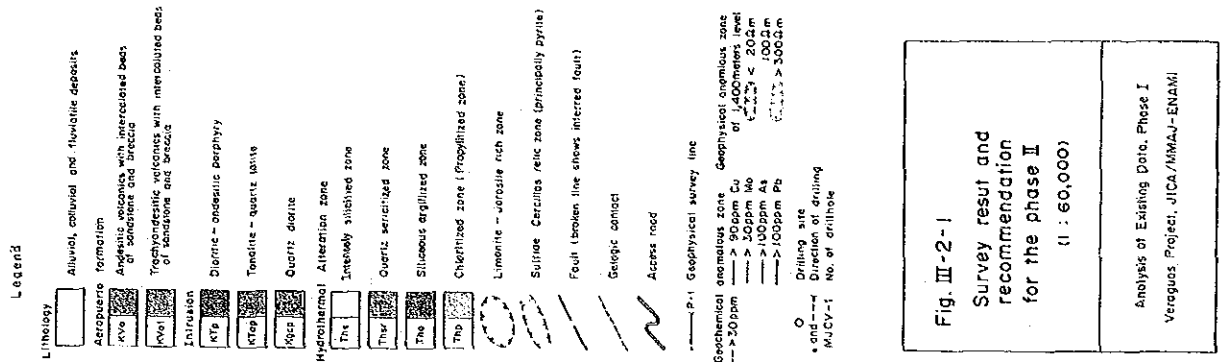 Legend
Lithology
Alluvial, colluvial and fluviatile deposits
Aeropuerto formation
KVa Andesitic volcanics with intercalated beds
of sandstone and breccia
KVat Trachyandesitic volcanics with intercalated beds
of sandstone and breccia
Intrusion
KTp Dioritic - andesitic porphyry
KTap Tonalite - quartz tonite
Kqcp Quartz diorite
Hydrothermal Alteration zone
Ths Intensely silicified zone
Thsr Quartz sericitized zone
Tha Siliceous argillized zone
Thp Chloritized zone (Propylitized zone)
Limonite - Jarosite rich zone
Sulfide Cercillas relic zone (principally pyrite)
Fault (broken line shows inferred fault)
Geologic contact
Access road
P-1 Geophysical survey line
Geochemical anomalous zone
> 30ppm
> 90ppm Cu
> 30ppm Mo
> 100ppm As
> 100ppm Pb
Geophysical anomlous zone
of 1,400meters level
< 20Ωm
100Ωm
> 300Ωm
Drilling site
and Direction of drilling
MJCV-1 No. of drillhole
Fig. III-2-1
Survey resut and
recommendation
for the phase II
(1 : 60,000)
Analysis of Existing Data, Phase I
Veraguas Project, JICA/MMAJ-ENAMI